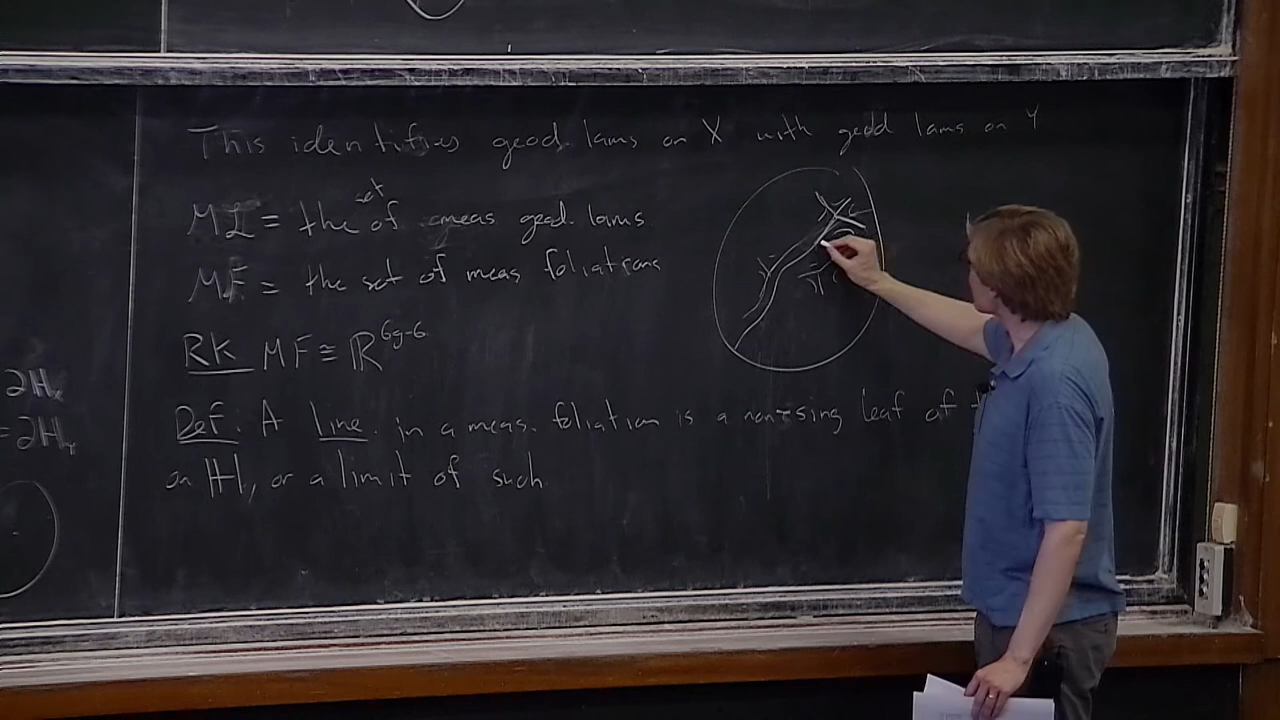 This identifies geod. lams on X with geod lams on Y
ML = the set of meas geod. lams
MF = the set of meas foliations
RK MF ≅ ℝ^{6g-6}
Def. A line in a meas. foliation is a non-sing leaf of
on ℍ, or a limit of such
2ℍ_x
= 2ℍ_Y